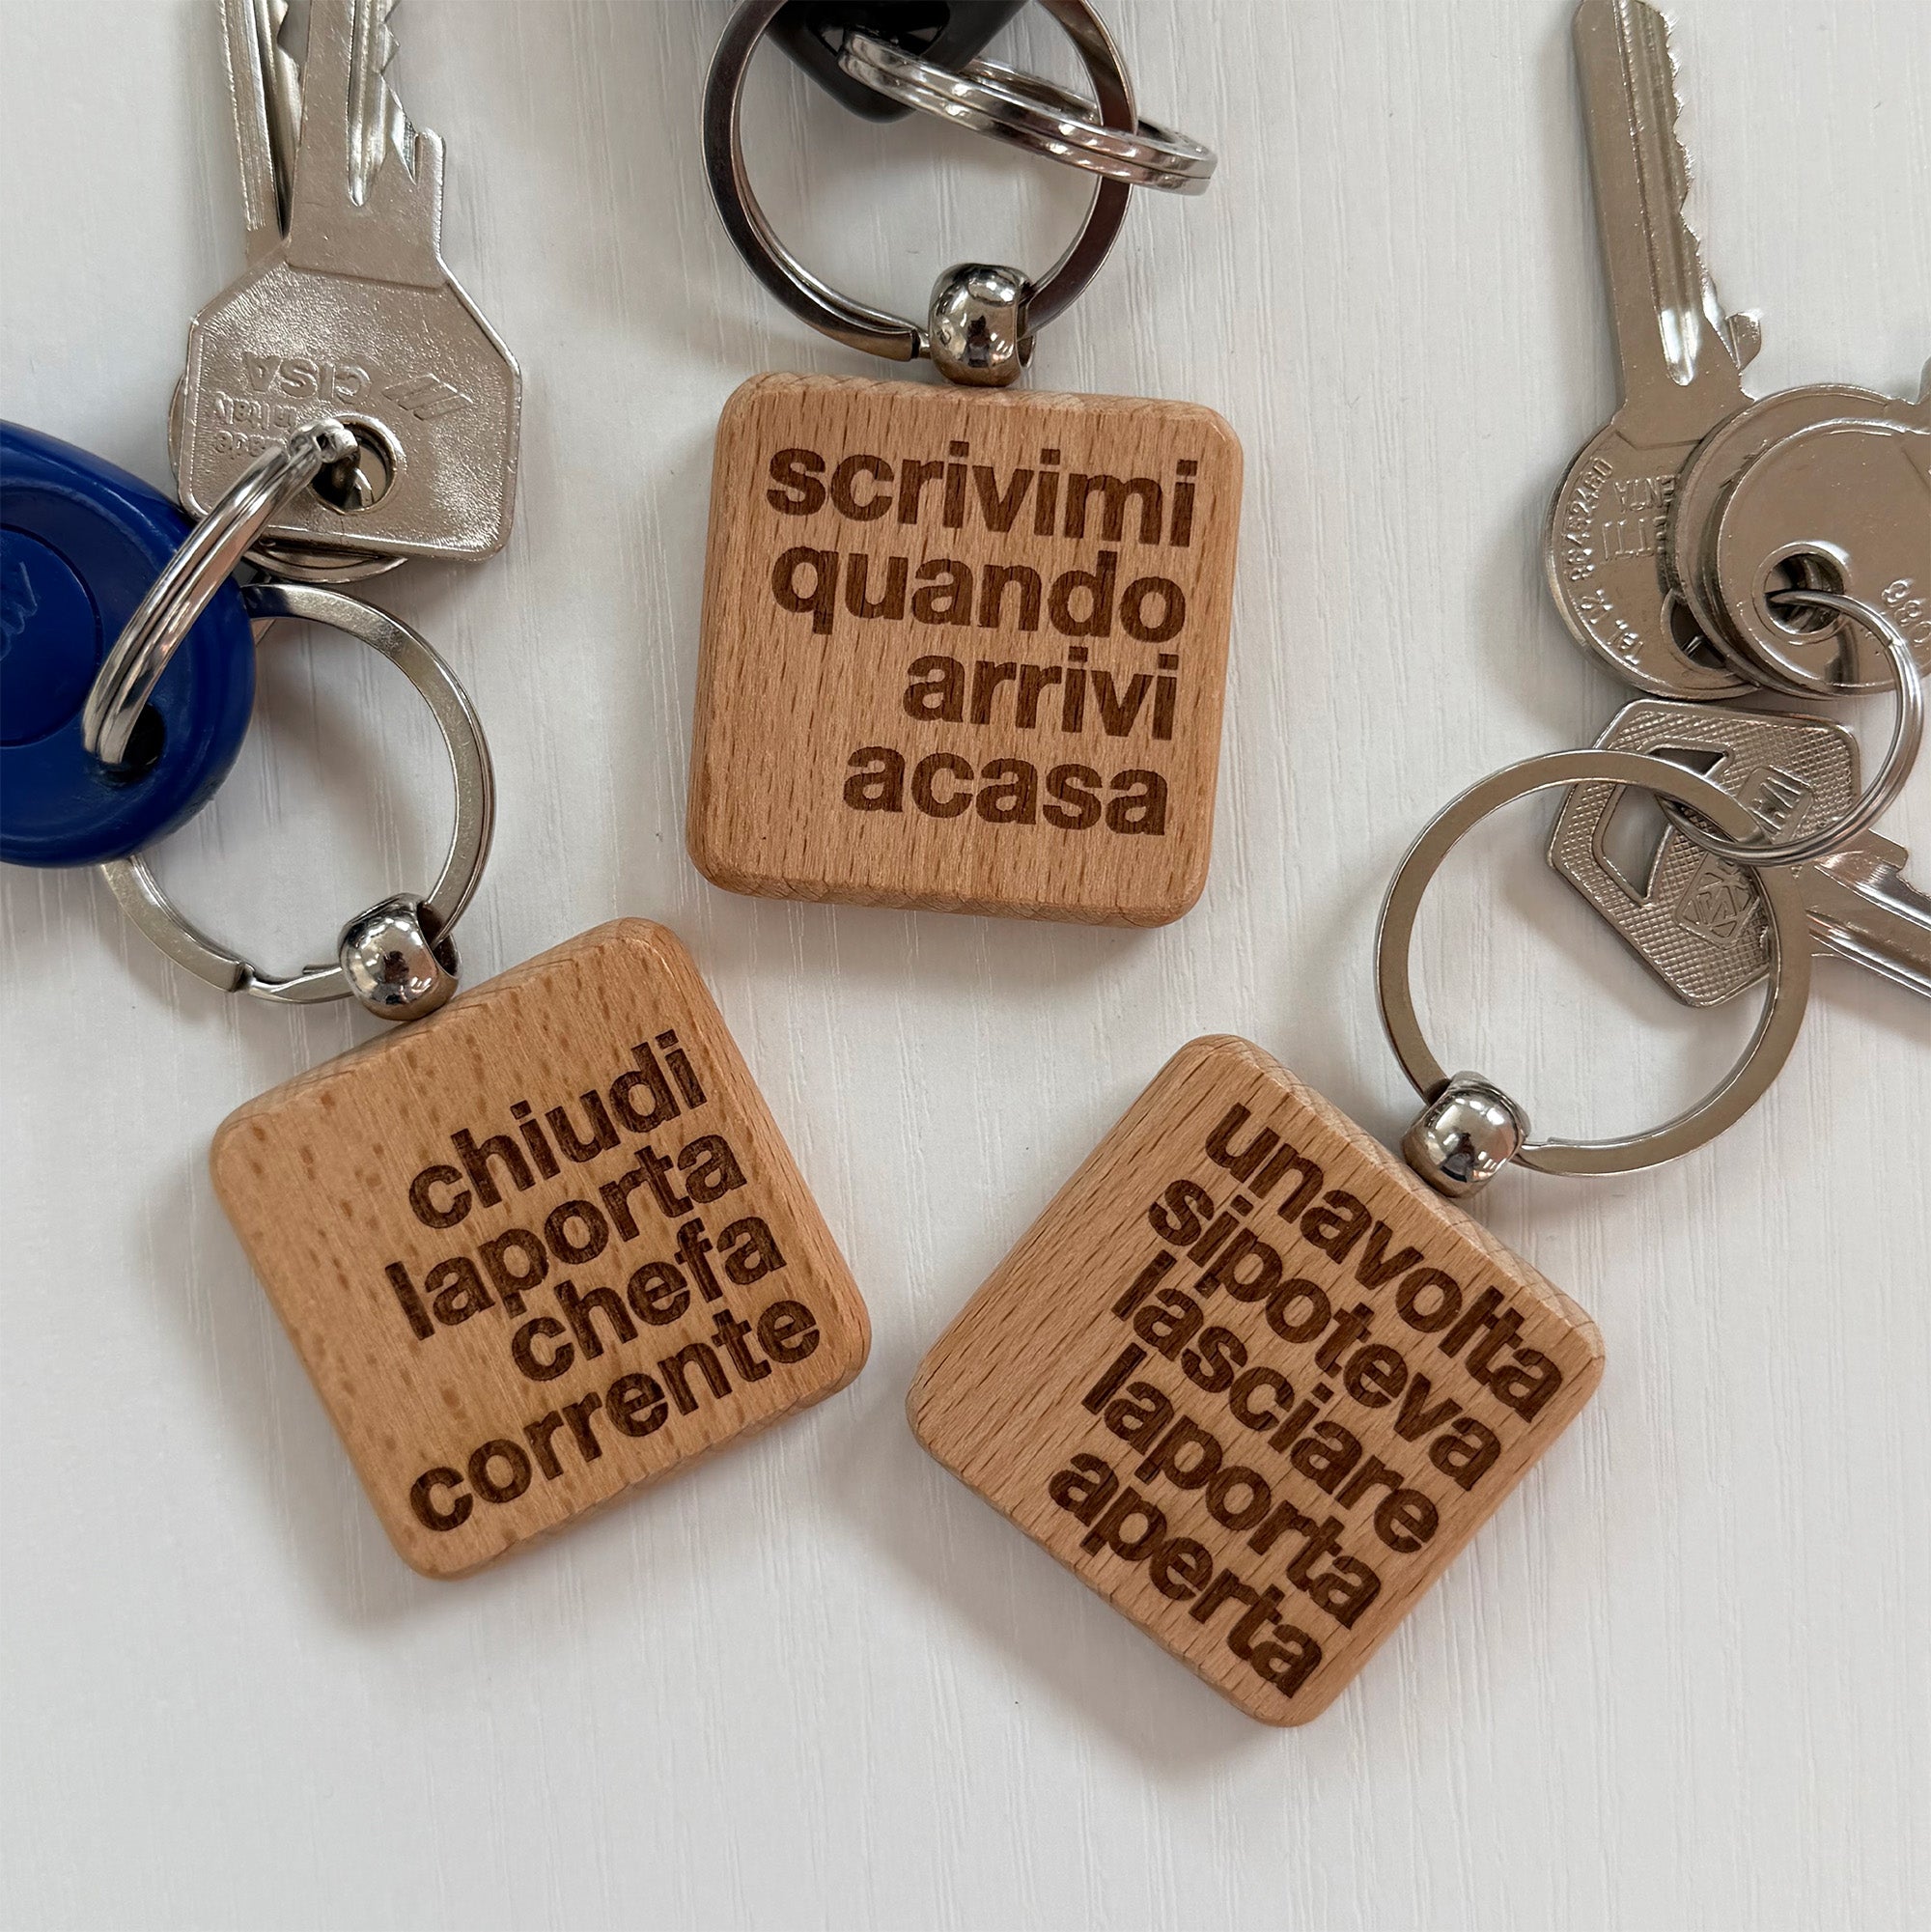 CISA
scrivimi
quando
arrivi
acasa
chiudi
laporta
chefa
corrente
unavolta
sipoteva
lasciare
laporta
aperta